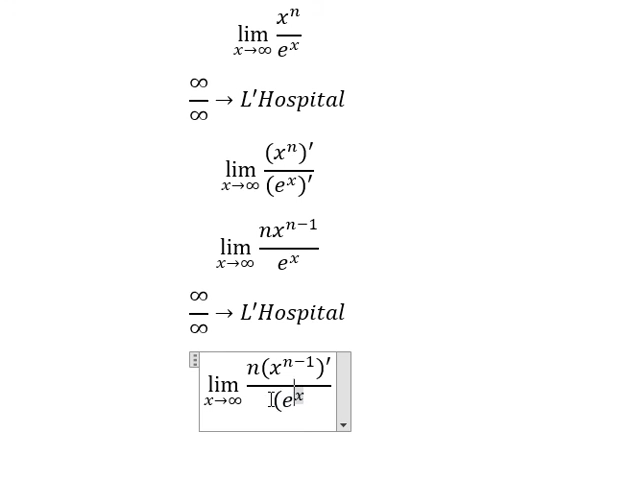 lim x→∞ xⁿ/eˣ
∞/∞ → L′Hospital
lim x→∞ (xⁿ)′/(eˣ)′
lim x→∞ nxⁿ⁻¹/eˣ
∞/∞ → L′Hospital
lim x→∞ n(xⁿ⁻¹)′/(eˣ